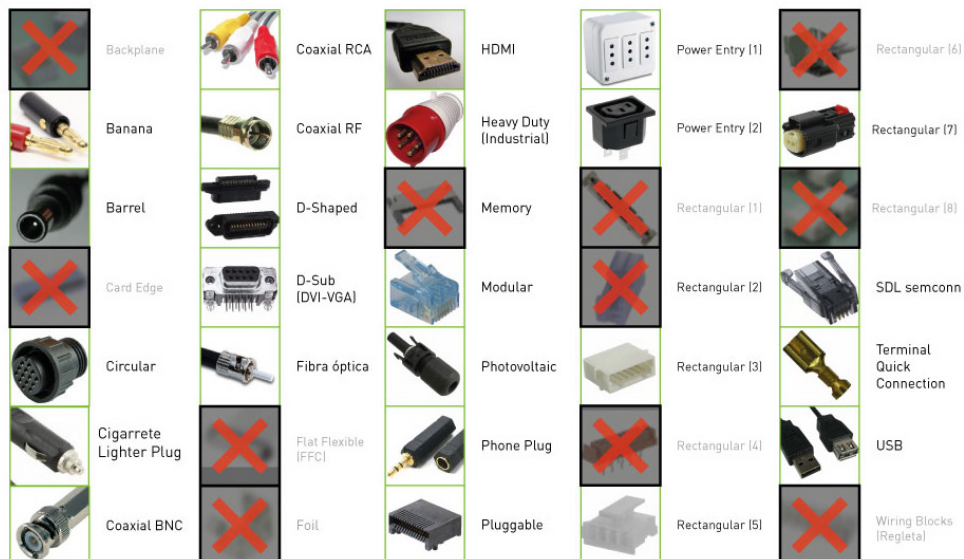 Backplane
Banana
Barrel
Card Edge
Circular
Cigarrete
Lighter Plug
Coaxial BNC
Coaxial RCA
Coaxial RF
D-Shaped
D-Sub
(DVI-VGA)
Fibra óptica
Flat Flexible
(FFC)
Foil
HDMI
Heavy Duty
(Industrial)
Memory
Modular
Photovoltaic
Phone Plug
Pluggable
Power Entry (1)
Power Entry (2)
Rectangular (1)
Rectangular (2)
Rectangular (3)
Rectangular (4)
Rectangular (5)
Rectangular (6)
Rectangular (7)
Rectangular (8)
SDL semconn
Terminal
Quick
Connection
USB
Wiring Blocks
(Regleta)